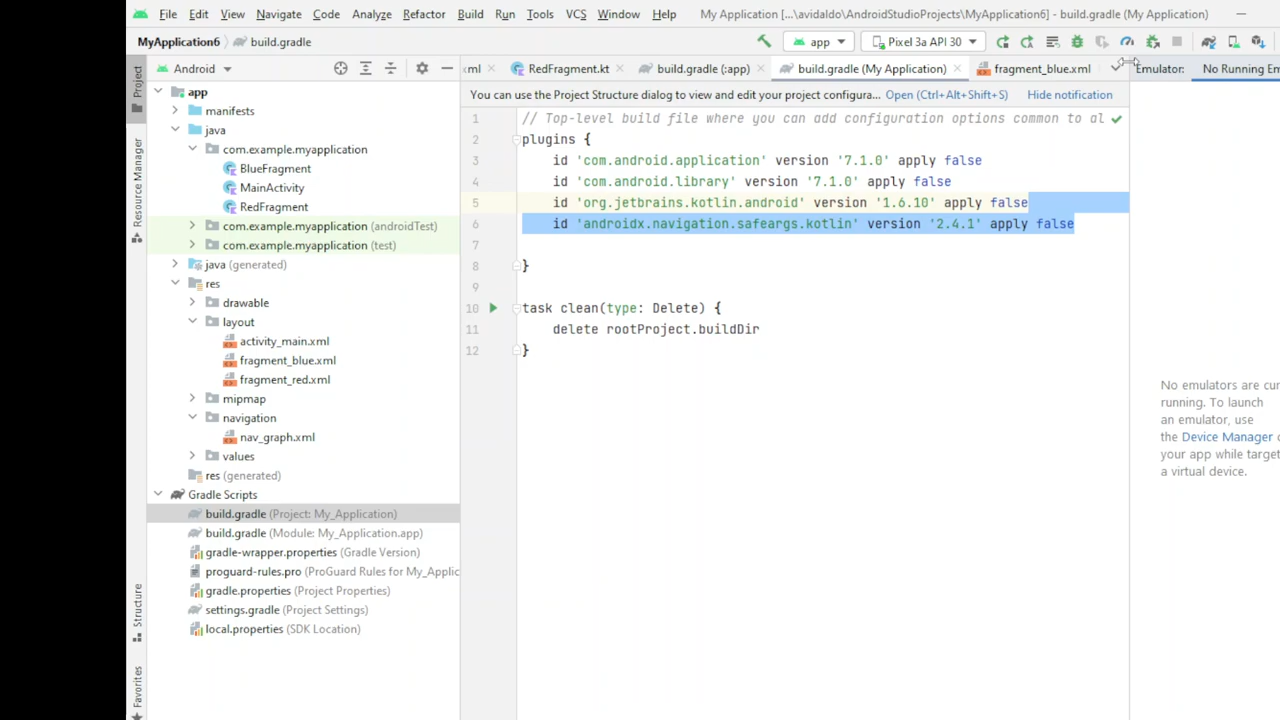 File Edit View Navigate Code Analyze Refactor Build Run Tools VCS Window Help My Application [...\avidaldo\AndroidStudioProjects\MyApplication6] - build.gradle (My Application)
MyApplication6 build.gradle app Pixel 3a API 30
Project
Resource Manager
Structure
Favorites
Android
app
manifests
java
com.example.myapplication
BlueFragment
MainActivity
RedFragment
com.example.myapplication (androidTest)
com.example.myapplication (test)
java (generated)
res
drawable
layout
activity_main.xml
fragment_blue.xml
fragment_red.xml
mipmap
navigation
nav_graph.xml
values
res (generated)
Gradle Scripts
build.gradle (Project: My_Application)
build.gradle (Module: My_Application.app)
gradle-wrapper.properties (Gradle Version)
proguard-rules.pro (ProGuard Rules for My_Applic
gradle.properties (Project Properties)
settings.gradle (Project Settings)
local.properties (SDK Location)
ml RedFragment.kt build.gradle (:app) build.gradle (My Application) fragment_blue.xml
You can use the Project Structure dialog to view and edit your project configura... Open (Ctrl+Alt+Shift+S) Hide notification
1 // Top-level build file where you can add configuration options common to al
2 plugins {
3 id 'com.android.application' version '7.1.0' apply false
4 id 'com.android.library' version '7.1.0' apply false
5 id 'org.jetbrains.kotlin.android' version '1.6.10' apply false
6 id 'androidx.navigation.safeargs.kotlin' version '2.4.1' apply false
7
8 }
9
10 task clean(type: Delete) {
11 delete rootProject.buildDir
12 }
Emulator: No Running Em
No emulators are cu
running. To launch
an emulator, use
the Device Manager
your app while target
a virtual device.